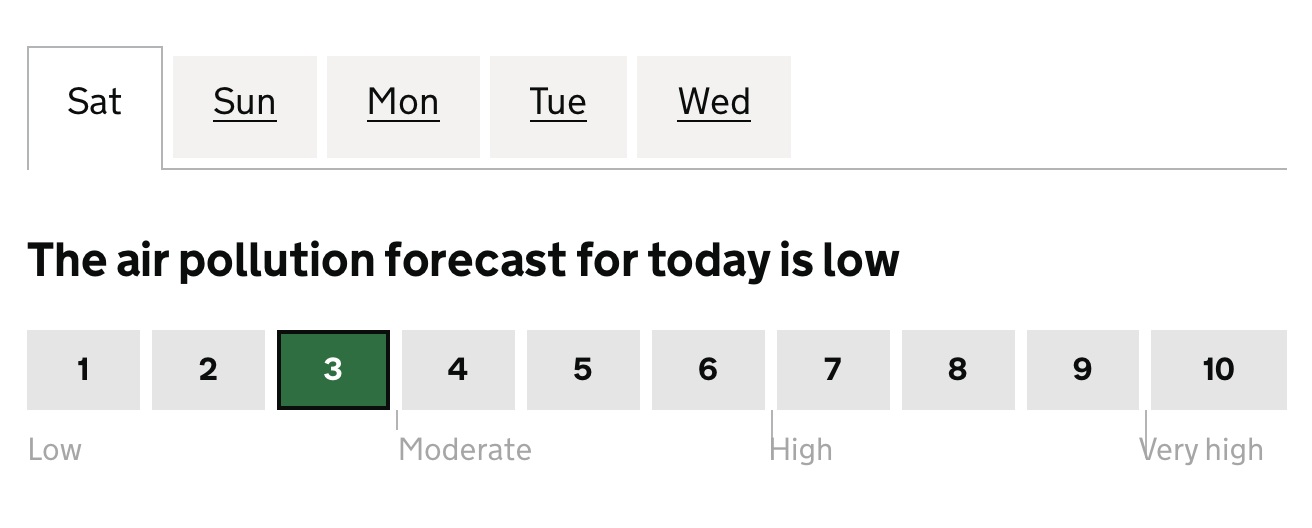 Sat Sun Mon Tue Wed
The air pollution forecast for today is low
1 2 3 4 5 6 7 8 9 10
Low Moderate High Very high